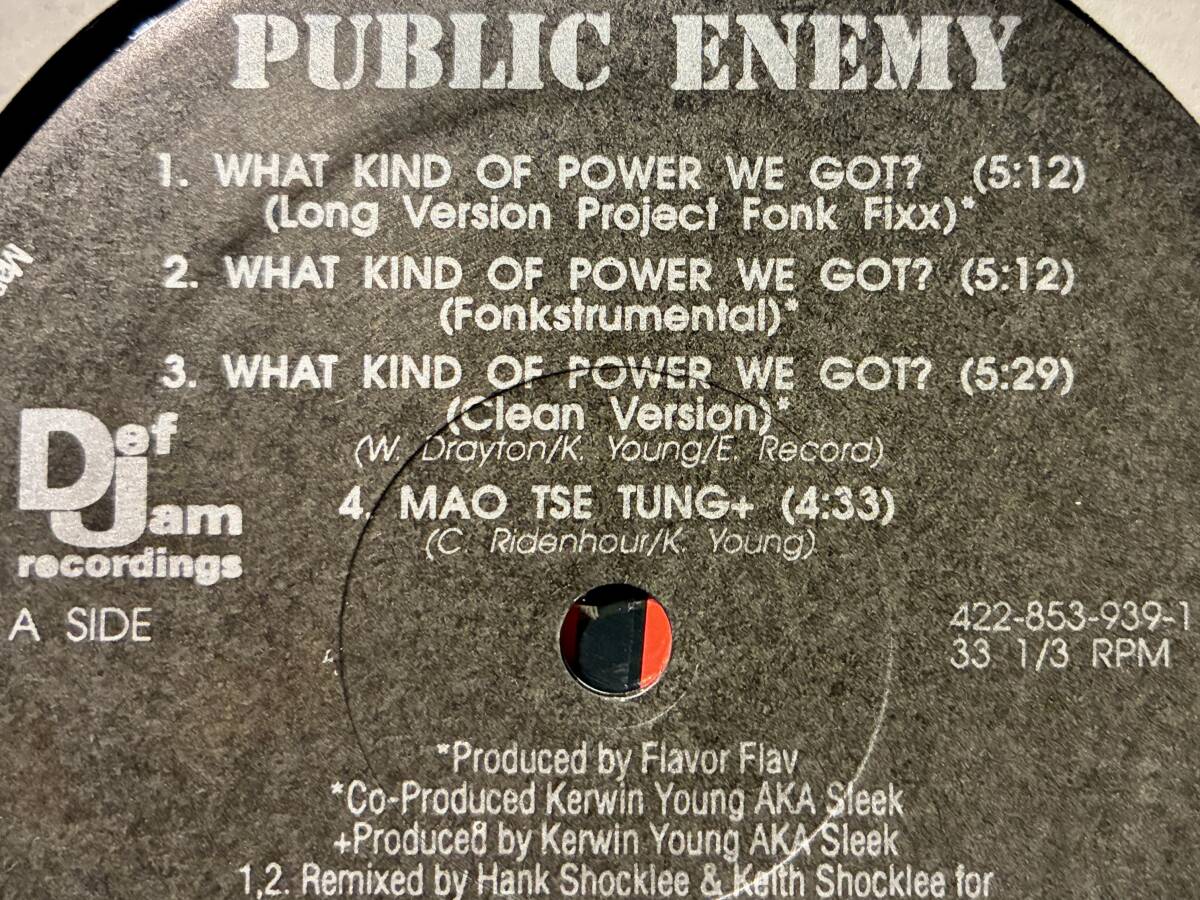 PUBLIC ENEMY
1. WHAT KIND OF POWER WE GOT? (5:12)
(Long Version Project Fonk Fixx)*
2. WHAT KIND OF POWER WE GOT? (5:12)
(Fonkstrumental)*
3. WHAT KIND OF POWER WE GOT? (5:29)
(Clean Version)*
(W. Drayton/K. Young/E. Record)
4. MAO TSE TUNG+ (4:33)
(C. Ridenhour/K. Young)
Def
Jam
recordings
A SIDE
422-853-939-1
33 1/3 RPM
*Produced by Flavor Flav
*Co-Produced Kerwin Young AKA Sleek
+Produced by Kerwin Young AKA Sleek
1,2. Remixed by Hank Shocklee & Keith Shocklee for